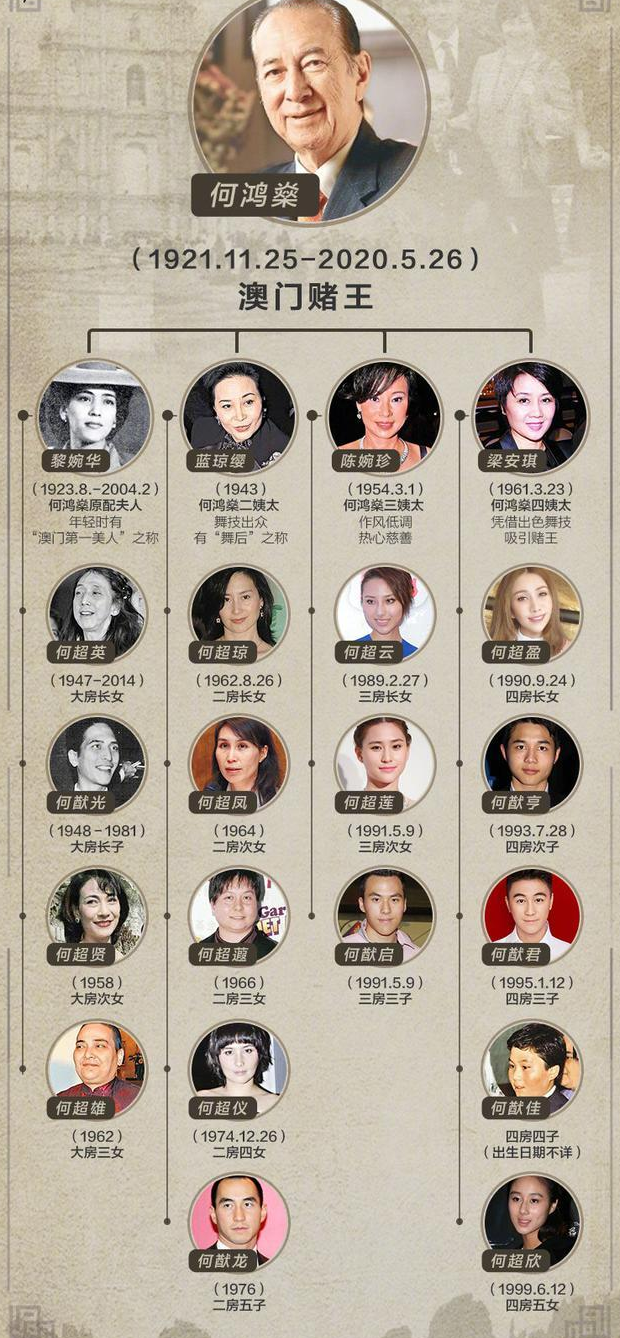 何鸿燊
（1921.11.25-2020.5.26）
澳门赌王
黎婉华
（1923.8.-2004.2）
何鸿燊原配夫人
年轻时有
“澳门第一美人”之称
蓝琼缨
（1943）
何鸿燊二姨太
舞技出众
有“舞后”之称
陈婉珍
（1954.3.1）
何鸿燊三姨太
作风低调
热心慈善
梁安琪
（1961.3.23）
何鸿燊四姨太
凭借出色舞技
吸引赌王
何超英
（1947-2014）
大房长女
何超琼
（1962.8.26）
二房长女
何超云
（1989.2.27）
三房长女
何超盈
（1990.9.24）
四房长女
何猷光
（1948-1981）
大房长子
何超凤
（1964）
二房次女
何超莲
（1991.5.9）
三房次女
何猷亨
（1993.7.28）
四房次子
何超贤
（1958）
大房次女
何超蕸
（1966）
二房三女
何猷启
（1991.5.9）
三房三子
何猷君
（1995.1.12）
四房三子
何超雄
（1962）
大房三女
何超仪
（1974.12.26）
二房四女
何猷佳
四房四子
（出生日期不详）
何猷龙
（1976）
二房五子
何超欣
（1999.6.12）
四房五女